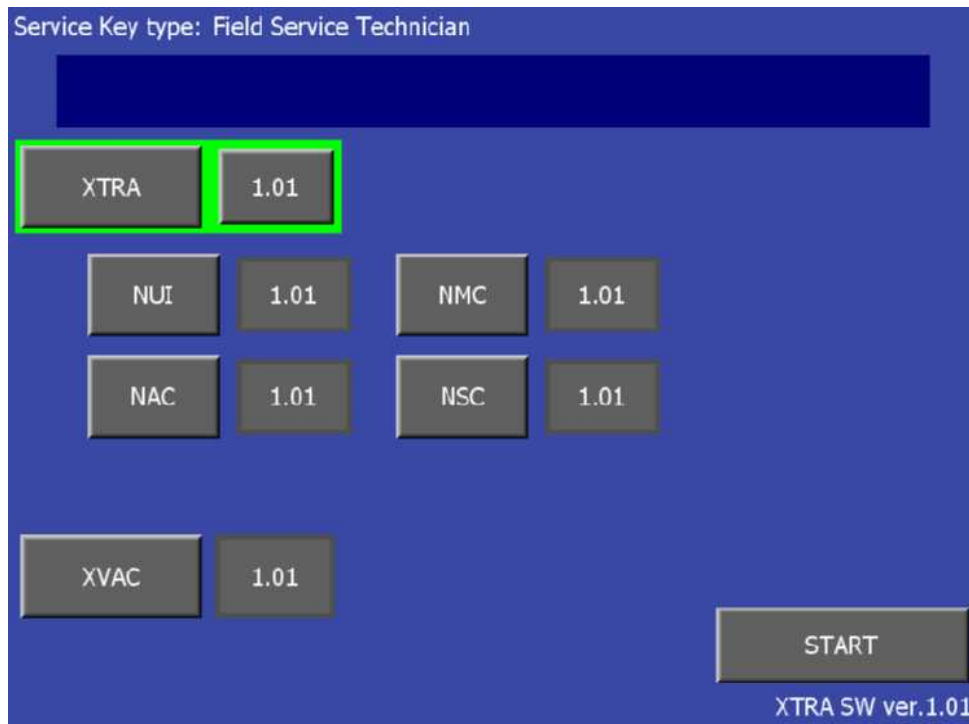 Service Key type: Field Service Technician
XTRA 1.01
NUI 1.01 NMC 1.01
NAC 1.01 NSC 1.01
XVAC 1.01
START
XTRA SW ver.1.01